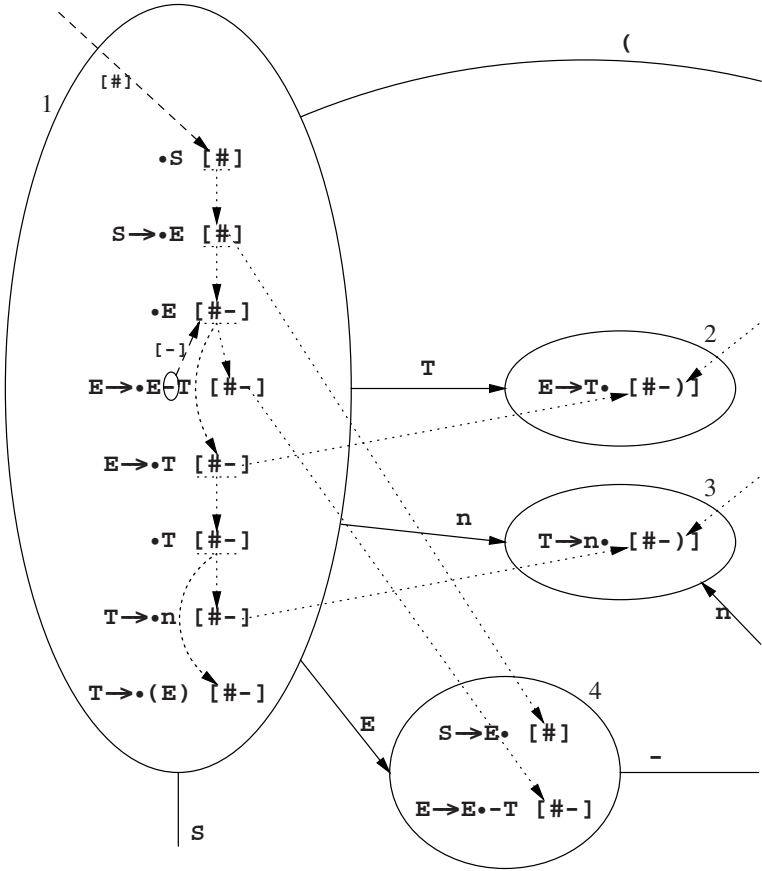 (
[#]
1
•S [#]
S→•E [#]
•E [#-]
[-]
E→•E-T [#-]
E→•T [#-]
•T [#-]
T→•n [#-]
T→•(E) [#-]
T
2
E→T• [#-)]
n
3
T→n• [#-)]
n
E
4
S→E• [#]
E→E•-T [#-]
-
S